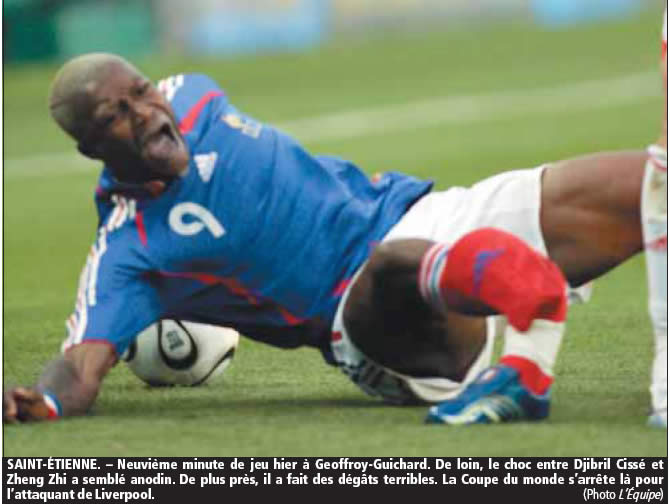 9
SAINT-ÉTIENNE. – Neuvième minute de jeu hier à Geoffroy-Guichard. De loin, le choc entre Djibril Cissé et
Zheng Zhi a semblé anodin. De plus près, il a fait des dégâts terribles. La Coupe du monde s'arrête là pour
l'attaquant de Liverpool. (Photo L'Équipe)